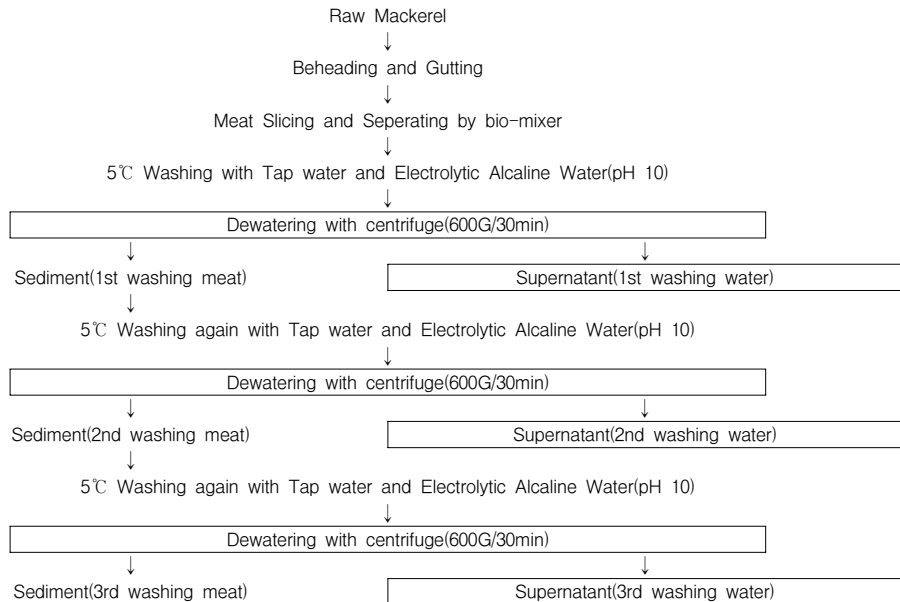 Raw Mackerel
↓
Beheading and Gutting
↓
Meat Slicing and Seperating by bio-mixer
↓
5℃ Washing with Tap water and Electrolytic Alcaline Water(pH 10)
↓
Dewatering with centrifuge(600G/30min)
↓ ↓
Sediment(1st washing meat) Supernatant(1st washing water)
↓
5℃ Washing again with Tap water and Electrolytic Alcaline Water(pH 10)
↓
Dewatering with centrifuge(600G/30min)
↓ ↓
Sediment(2nd washing meat) Supernatant(2nd washing water)
↓
5℃ Washing again with Tap water and Electrolytic Alcaline Water(pH 10)
↓
Dewatering with centrifuge(600G/30min)
↓ ↓
Sediment(3rd washing meat) Supernatant(3rd washing water)